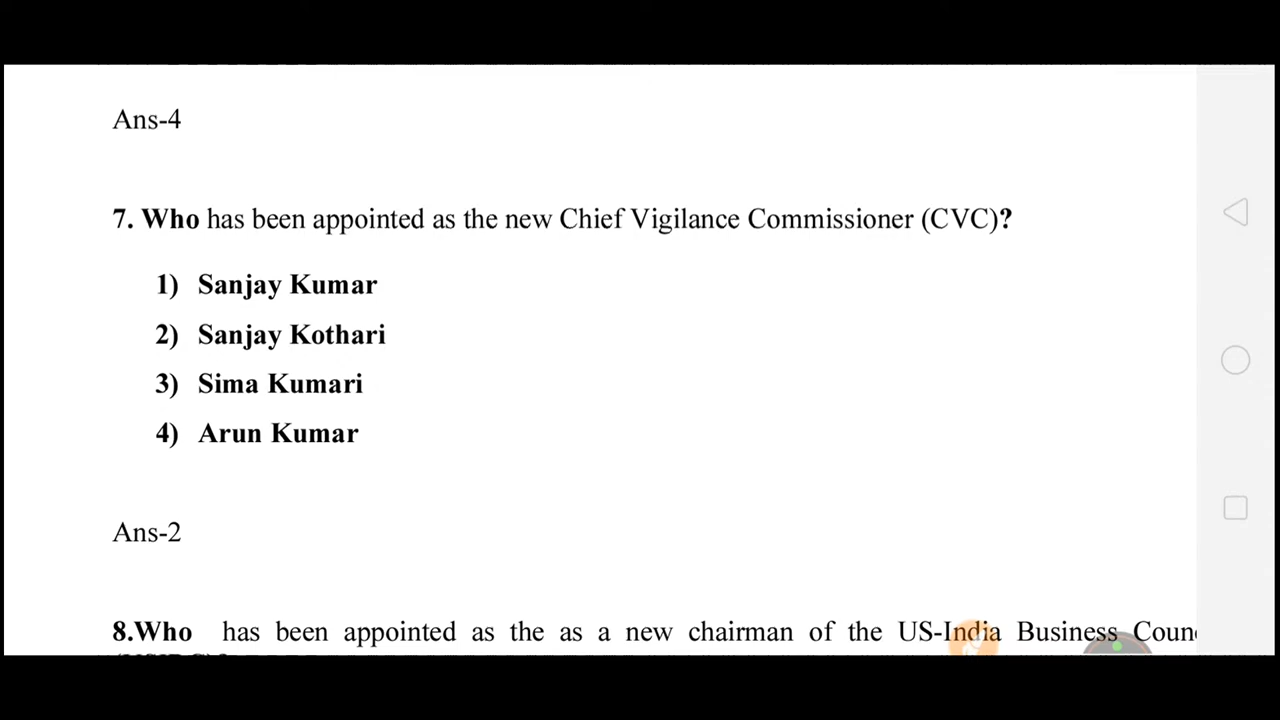 Ans-4
7. Who has been appointed as the new Chief Vigilance Commissioner (CVC)?
1) Sanjay Kumar
2) Sanjay Kothari
3) Sima Kumari
4) Arun Kumar
Ans-2
8.Who has been appointed as the as a new chairman of the US-India Business